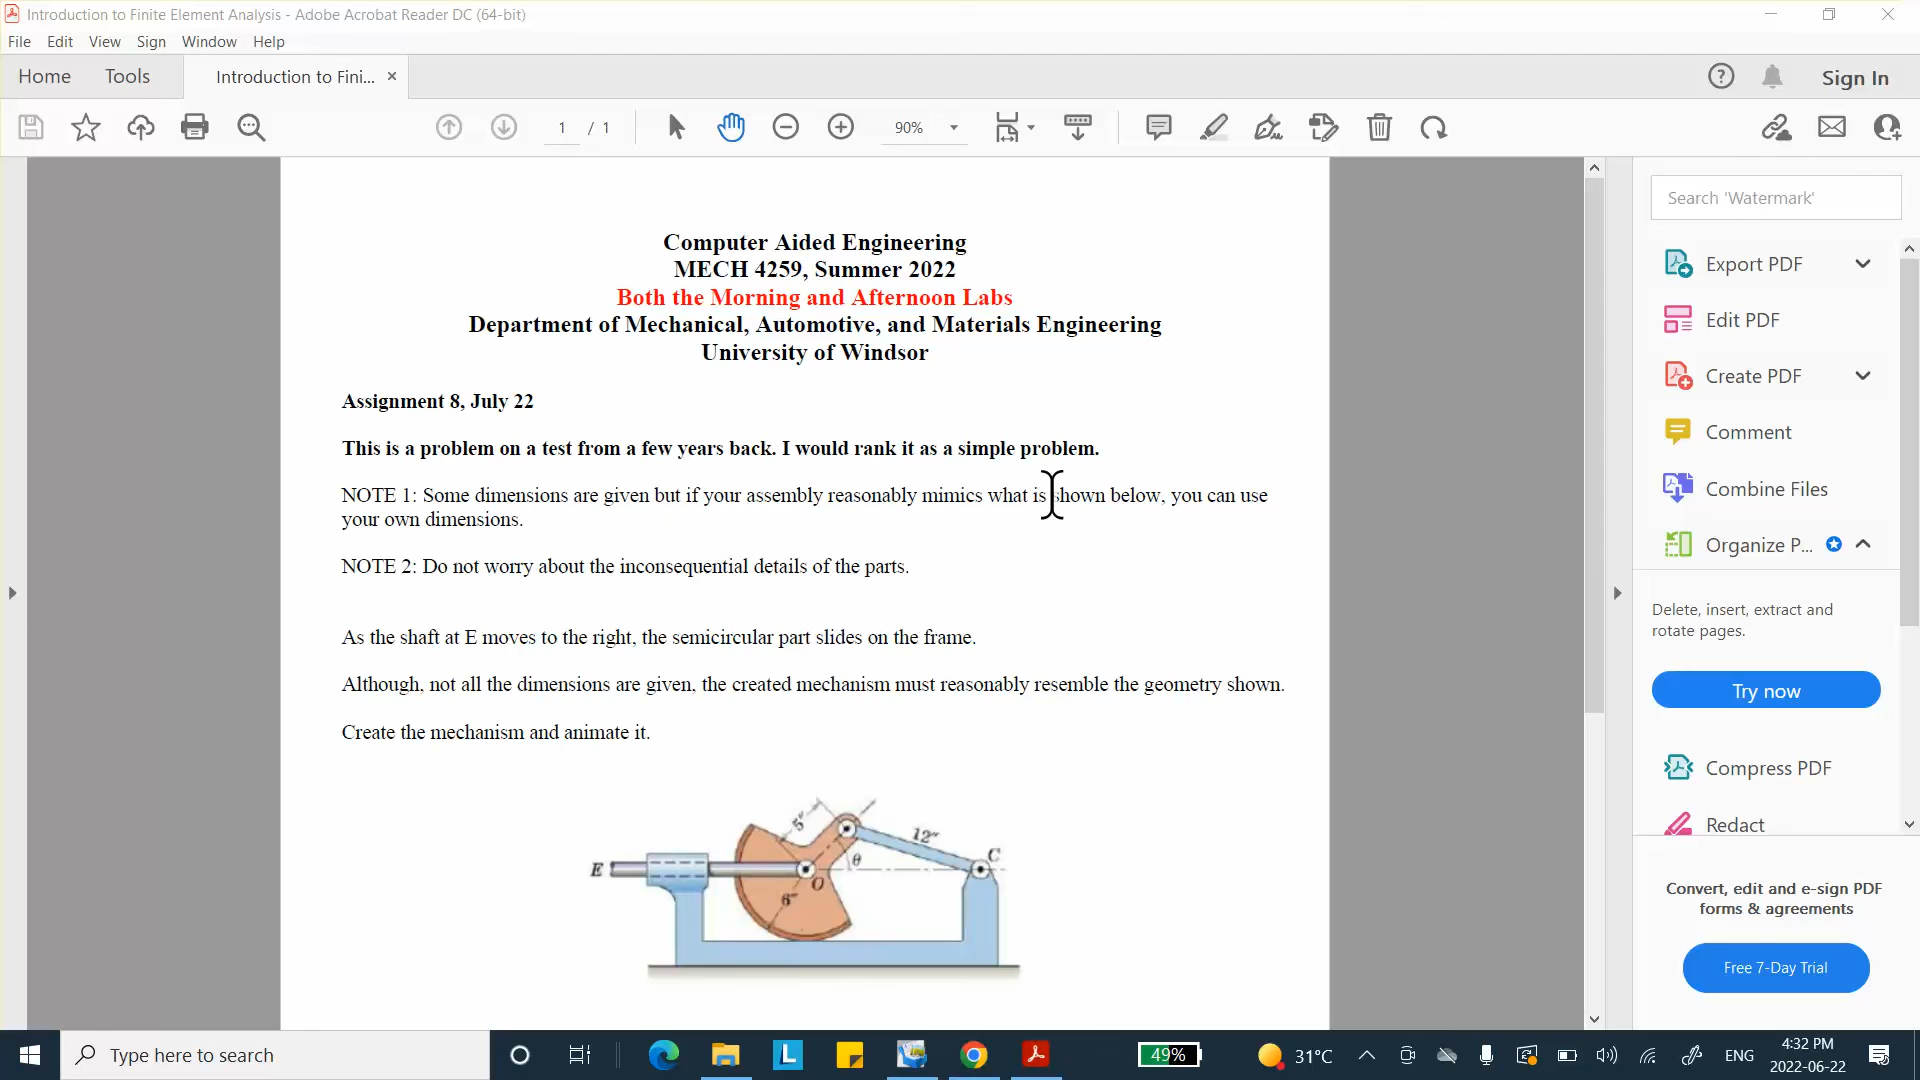 Introduction to Finite Element Analysis - Adobe Acrobat Reader DC (64-bit)
File Edit View Sign Window Help
Home Tools Introduction to Fini... × Sign In
1 / 1 90%
Search 'Watermark'
Export PDF
Edit PDF
Create PDF
Comment
Combine Files
Organize P...
Delete, insert, extract and
rotate pages.
Try now
Compress PDF
Redact
Convert, edit and e-sign PDF
forms & agreements
Free 7-Day Trial
Computer Aided Engineering
MECH 4259, Summer 2022
Both the Morning and Afternoon Labs
Department of Mechanical, Automotive, and Materials Engineering
University of Windsor
Assignment 8, July 22
This is a problem on a test from a few years back. I would rank it as a simple problem.
NOTE 1: Some dimensions are given but if your assembly reasonably mimics what is shown below, you can use
your own dimensions.
NOTE 2: Do not worry about the inconsequential details of the parts.
As the shaft at E moves to the right, the semicircular part slides on the frame.
Although, not all the dimensions are given, the created mechanism must reasonably resemble the geometry shown.
Create the mechanism and animate it.
5"
12"
C
θ
E
O
6"
Type here to search
49%
31°C
ENG
4:32 PM
2022-06-22